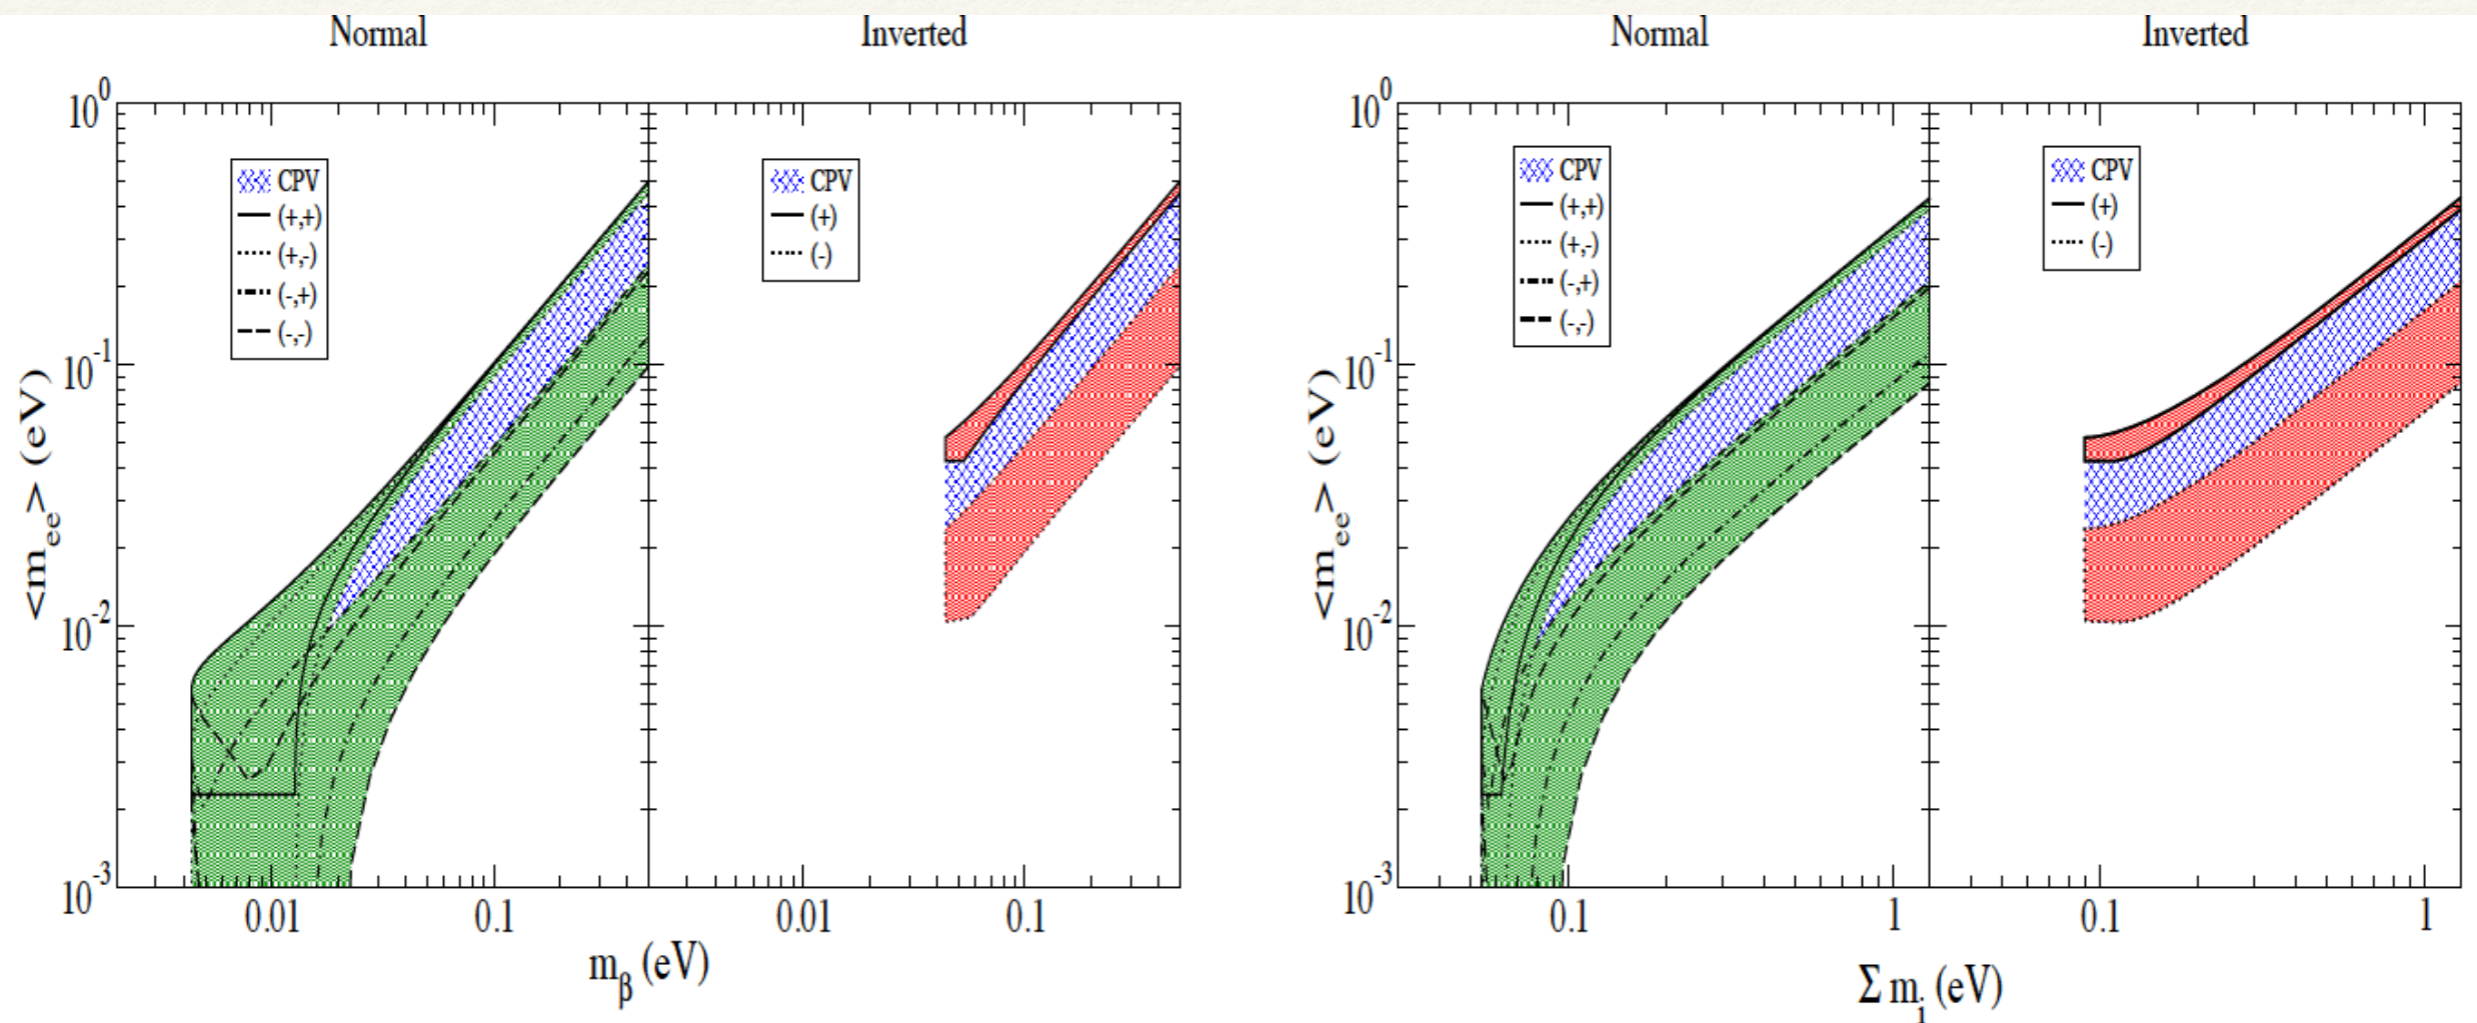 Normal Inverted
10^0
CPV
(+,+)
(+,-)
(-,+)
(-,-)
CPV
(+)
(-)
10^-1
10^-2
10^-3
<m_ee> (eV)
0.01 0.1 0.01 0.1
m_β (eV)
Normal Inverted
10^0
CPV
(+,+)
(+,-)
(-,+)
(-,-)
CPV
(+)
(-)
10^-1
10^-2
10^-3
<m_ee> (eV)
0.1 1 0.1 1
Σ m_i (eV)